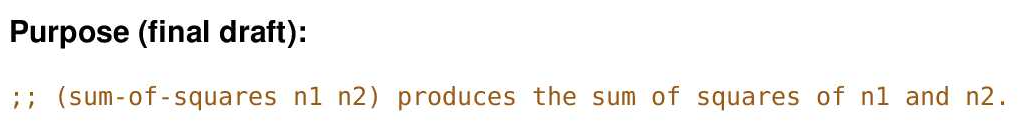 Purpose (final draft):
;; (sum-of-squares n1 n2) produces the sum of squares of n1 and n2.